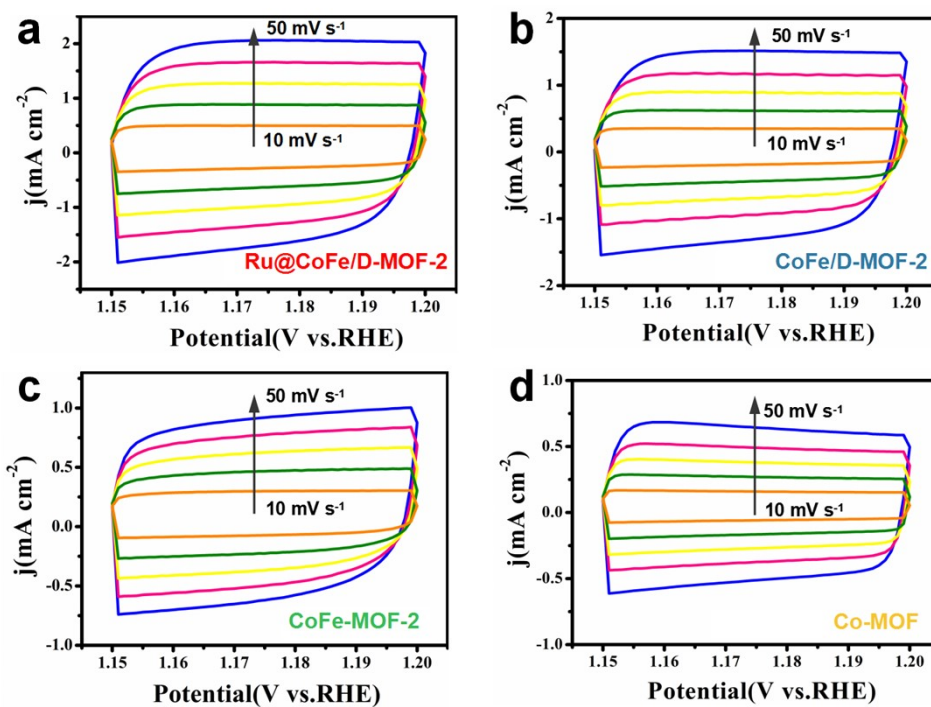 a
50 mV s⁻¹
10 mV s⁻¹
2
1
0
-1
-2
j(mA cm⁻²)
Ru@CoFe/D-MOF-2
1.15 1.16 1.17 1.18 1.19 1.20
Potential(V vs.RHE)
b
50 mV s⁻¹
10 mV s⁻¹
2
1
0
-1
-2
j(mA cm⁻²)
CoFe/D-MOF-2
1.15 1.16 1.17 1.18 1.19 1.20
Potential(V vs.RHE)
c
50 mV s⁻¹
10 mV s⁻¹
1.0
0.5
0.0
-0.5
-1.0
j(mA cm⁻²)
CoFe-MOF-2
1.15 1.16 1.17 1.18 1.19 1.20
Potential(V vs.RHE)
d
50 mV s⁻¹
10 mV s⁻¹
1.0
0.5
0.0
-0.5
-1.0
j(mA cm⁻²)
Co-MOF
1.15 1.16 1.17 1.18 1.19 1.20
Potential(V vs.RHE)